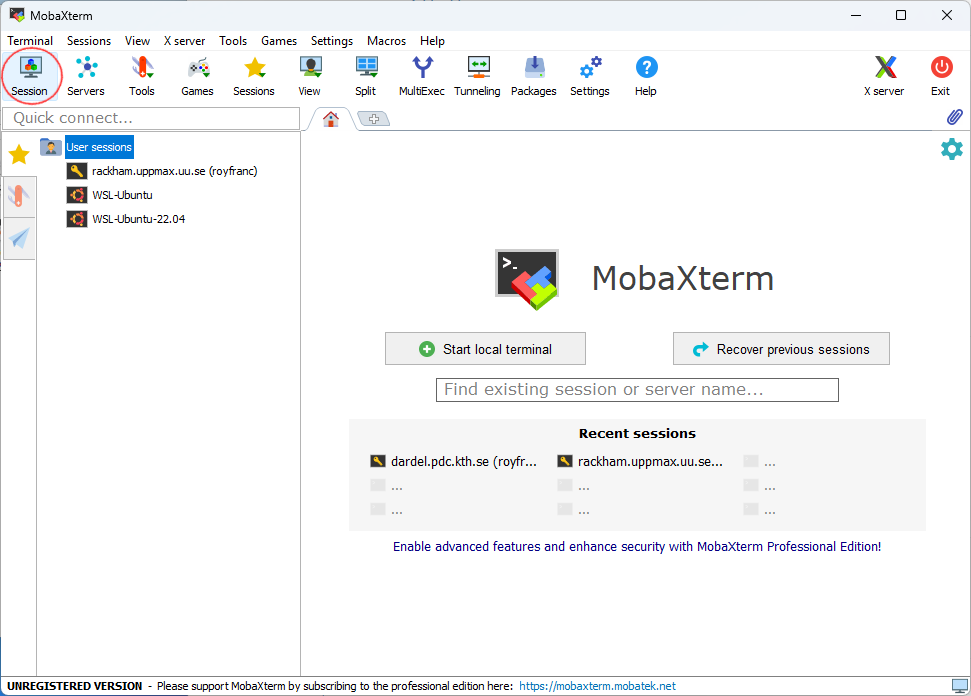 MobaXterm
Terminal Sessions View X server Tools Games Settings Macros Help
Session Servers Tools Games Sessions View Split MultiExec Tunneling Packages Settings Help X server Exit
Quick connect...
User sessions
rackham.uppmax.uu.se (royfranc)
WSL-Ubuntu
WSL-Ubuntu-22.04
>_ MobaXterm
Start local terminal Recover previous sessions
Find existing session or server name...
Recent sessions
dardel.pdc.kth.se (royfr... rackham.uppmax.uu.se... ...
... ... ...
... ... ...
Enable advanced features and enhance security with MobaXterm Professional Edition!
UNREGISTERED VERSION - Please support MobaXterm by subscribing to the professional edition here: https://mobaxterm.mobatek.net